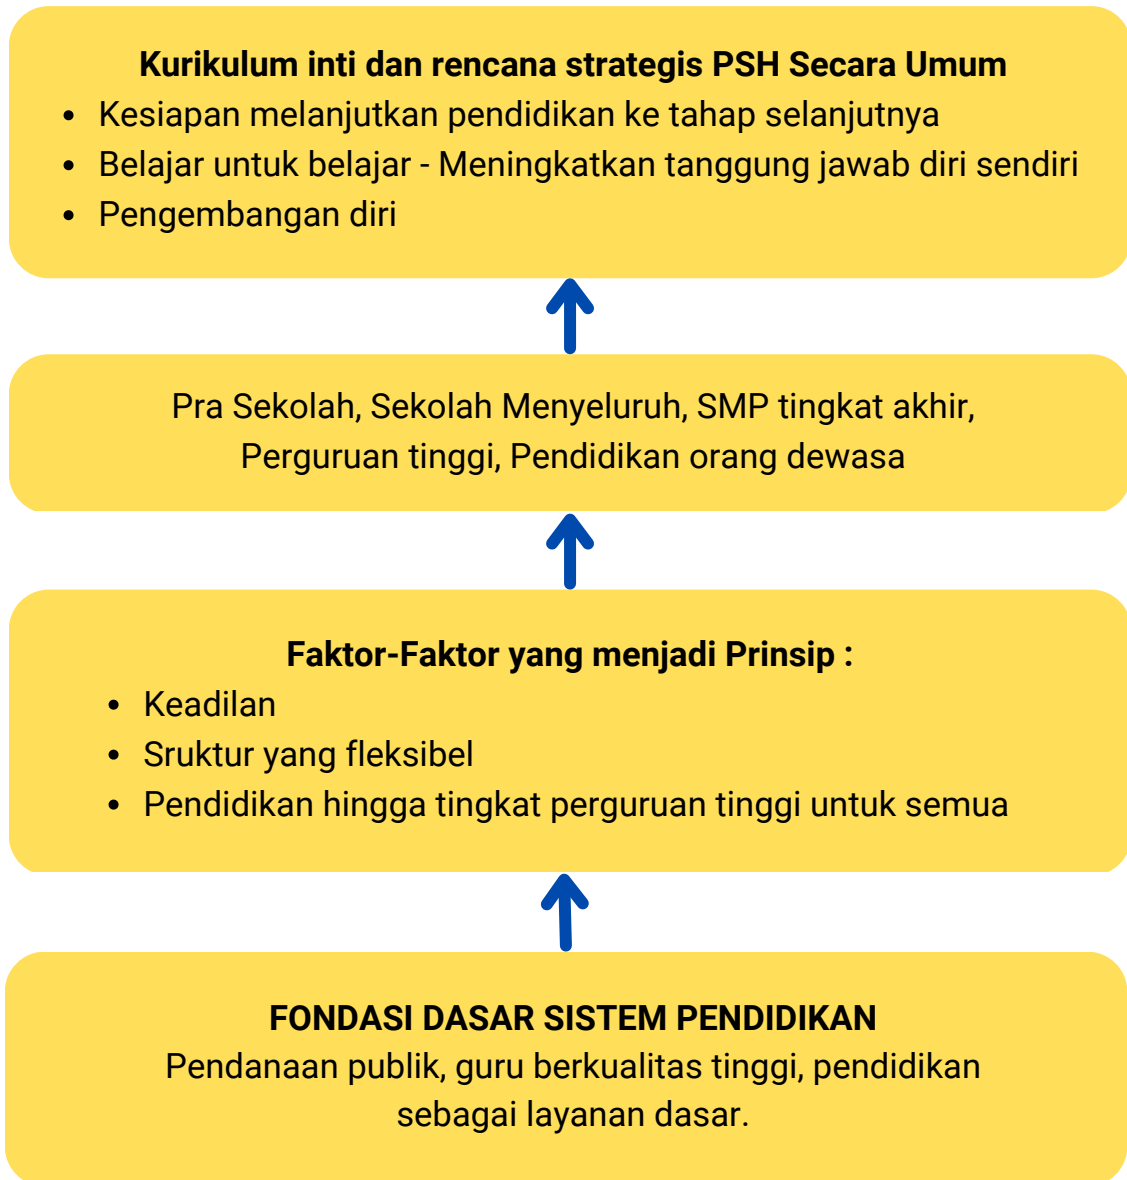 Kurikulum inti dan rencana strategis PSH Secara Umum
• Kesiapan melanjutkan pendidikan ke tahap selanjutnya
• Belajar untuk belajar - Meningkatkan tanggung jawab diri sendiri
• Pengembangan diri
Pra Sekolah, Sekolah Menyeluruh, SMP tingkat akhir,
Perguruan tinggi, Pendidikan orang dewasa
Faktor-Faktor yang menjadi Prinsip :
• Keadilan
• Sruktur yang fleksibel
• Pendidikan hingga tingkat perguruan tinggi untuk semua
FONDASI DASAR SISTEM PENDIDIKAN
Pendanaan publik, guru berkualitas tinggi, pendidikan
sebagai layanan dasar.